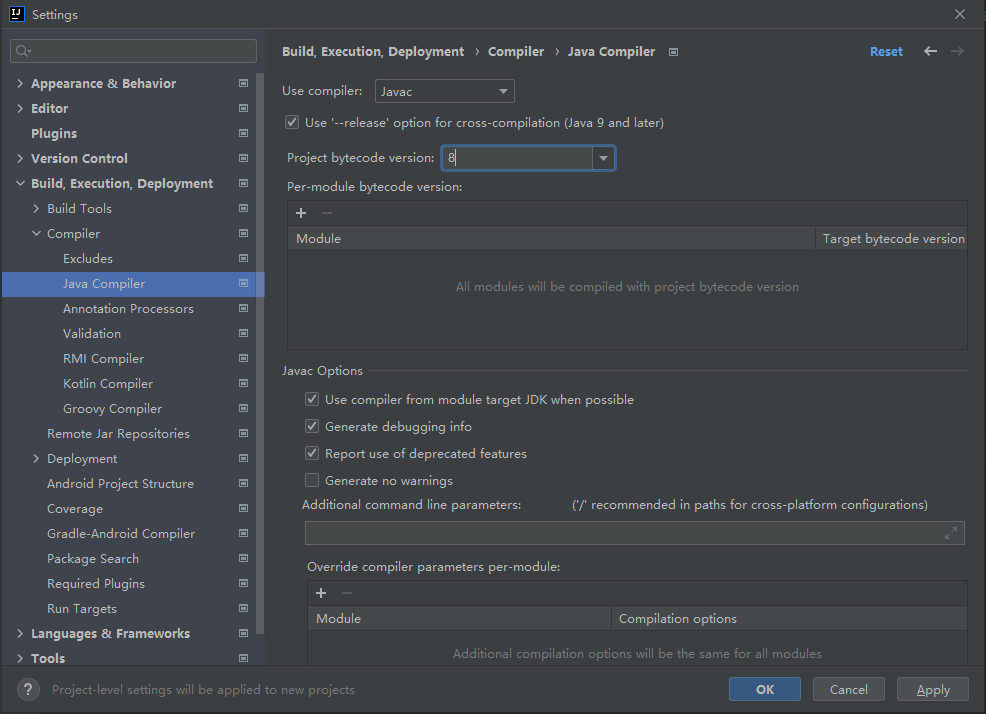 Settings
Appearance & Behavior
Editor
Plugins
Version Control
Build, Execution, Deployment
Build Tools
Compiler
Excludes
Java Compiler
Annotation Processors
Validation
RMI Compiler
Kotlin Compiler
Groovy Compiler
Remote Jar Repositories
Deployment
Android Project Structure
Coverage
Gradle-Android Compiler
Package Search
Required Plugins
Run Targets
Languages & Frameworks
Tools
Build, Execution, Deployment › Compiler › Java Compiler Reset
Use compiler: Javac
Use '--release' option for cross-compilation (Java 9 and later)
Project bytecode version: 8
Per-module bytecode version:
Module Target bytecode version
All modules will be compiled with project bytecode version
Javac Options
Use compiler from module target JDK when possible
Generate debugging info
Report use of deprecated features
Generate no warnings
Additional command line parameters: ('/' recommended in paths for cross-platform configurations)
Override compiler parameters per-module:
Module Compilation options
Additional compilation options will be the same for all modules
? Project-level settings will be applied to new projects
OK Cancel Apply